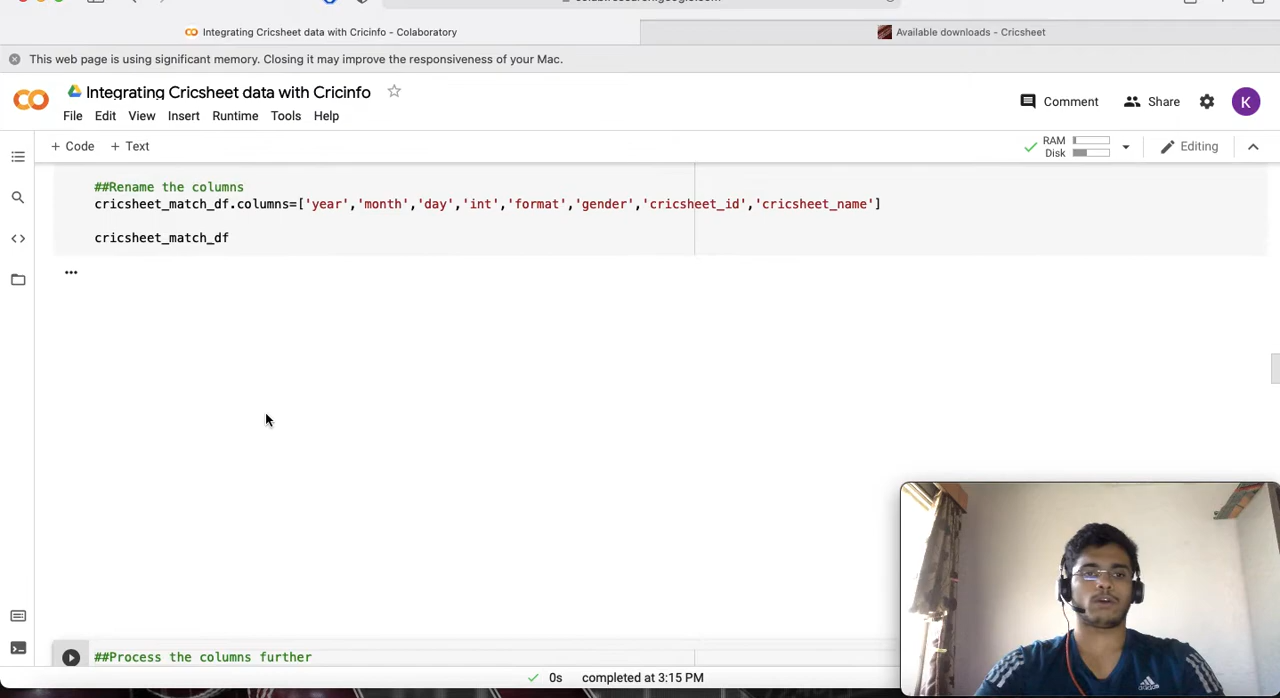 Integrating Cricsheet data with Cricinfo - Colaboratory
Available downloads - Cricsheet
This web page is using significant memory. Closing it may improve the responsiveness of your Mac.
Integrating Cricsheet data with Cricinfo
Comment
Share
K
File Edit View Insert Runtime Tools Help
+ Code + Text
RAM
Disk
Editing
##Rename the columns
cricsheet_match_df.columns=['year','month','day','int','format','gender','cricsheet_id','cricsheet_name']
cricsheet_match_df
##Process the columns further
0s completed at 3:15 PM
adidas